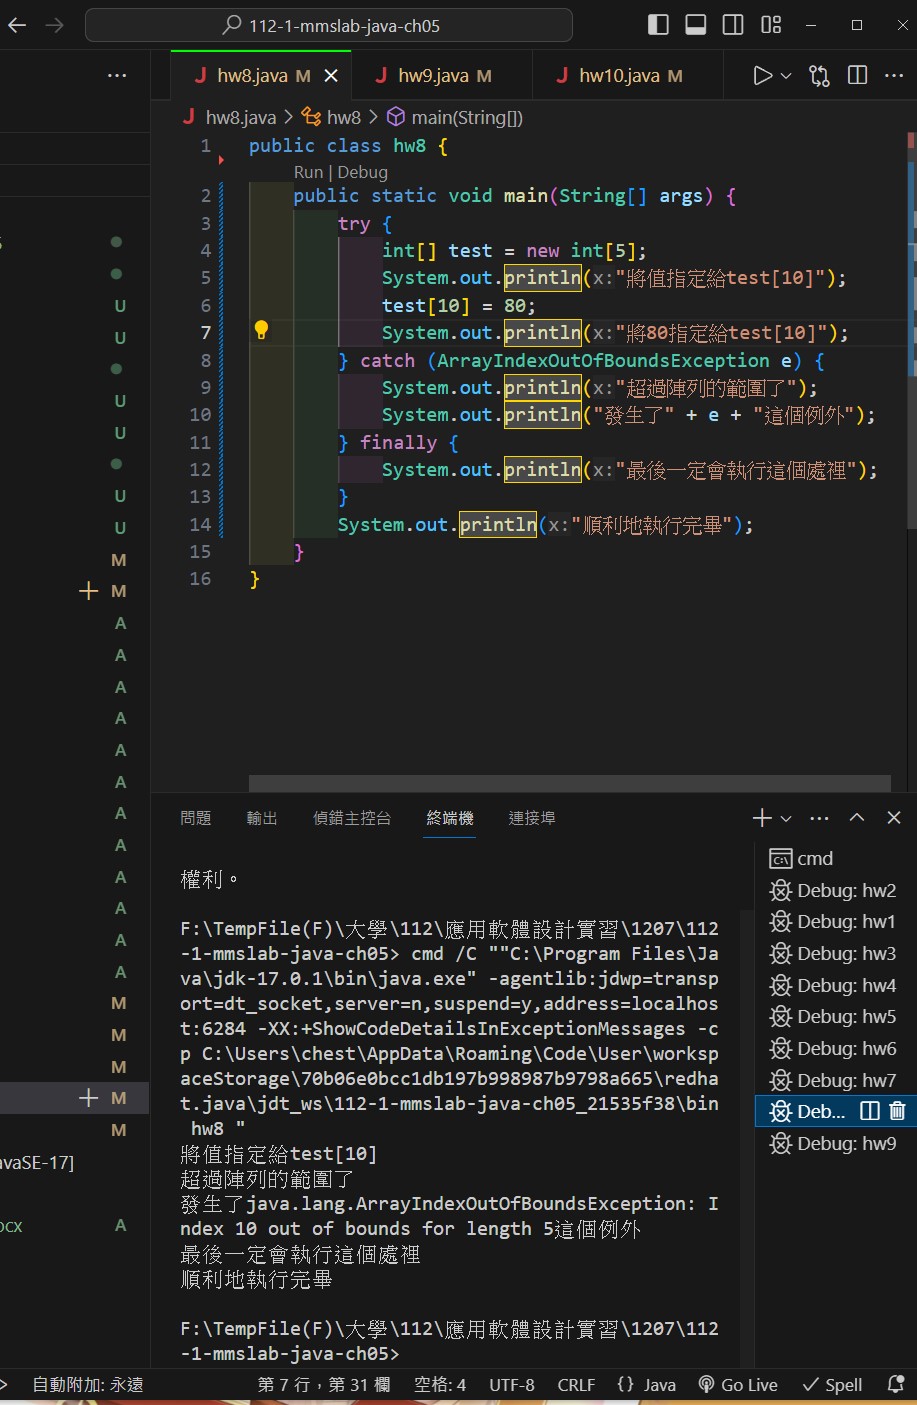 112-1-mmslab-java-ch05
hw8.java M
hw9.java M
hw10.java M
hw8.java > hw8 > main(String[])
1 public class hw8 {
Run | Debug
2 public static void main(String[] args) {
3 try {
4 int[] test = new int[5];
5 System.out.println(x:"將值指定給test[10]");
6 test[10] = 80;
7 System.out.println(x:"將80指定給test[10]");
8 } catch (ArrayIndexOutOfBoundsException e) {
9 System.out.println(x:"超過陣列的範圍了");
10 System.out.println("發生了" + e + "這個例外");
11 } finally {
12 System.out.println(x:"最後一定會執行這個處裡");
13 }
14 System.out.println(x:"順利地執行完畢");
15 }
16 }
U
U
U
U
U
U
M
M
A
A
A
A
A
A
A
A
A
A
A
A
M
M
M
M
M
avaSE-17]
ocx A
問題 輸出 偵錯主控台 終端機 連接埠
權利。
F:\TempFile(F)\大學\112\應用軟體設計實習\1207\112
-1-mmslab-java-ch05> cmd /C ""C:\Program Files\Ja
va\jdk-17.0.1\bin\java.exe" -agentlib:jdwp=transp
ort=dt_socket,server=n,suspend=y,address=localhos
t:6284 -XX:+ShowCodeDetailsInExceptionMessages -c
p C:\Users\chest\AppData\Roaming\Code\User\worksp
aceStorage\70b06e0bcc1db197b998987b9798a665\redha
t.java\jdt_ws\112-1-mmslab-java-ch05_21535f38\bin
hw8 "
將值指定給test[10]
超過陣列的範圍了
發生了java.lang.ArrayIndexOutOfBoundsException: I
ndex 10 out of bounds for length 5這個例外
最後一定會執行這個處裡
順利地執行完畢
F:\TempFile(F)\大學\112\應用軟體設計實習\1207\112
-1-mmslab-java-ch05>
cmd
Debug: hw2
Debug: hw1
Debug: hw3
Debug: hw4
Debug: hw5
Debug: hw6
Debug: hw7
Deb...
Debug: hw9
自動附加: 永遠 第 7 行，第 31 欄 空格: 4 UTF-8 CRLF {} Java Go Live Spell